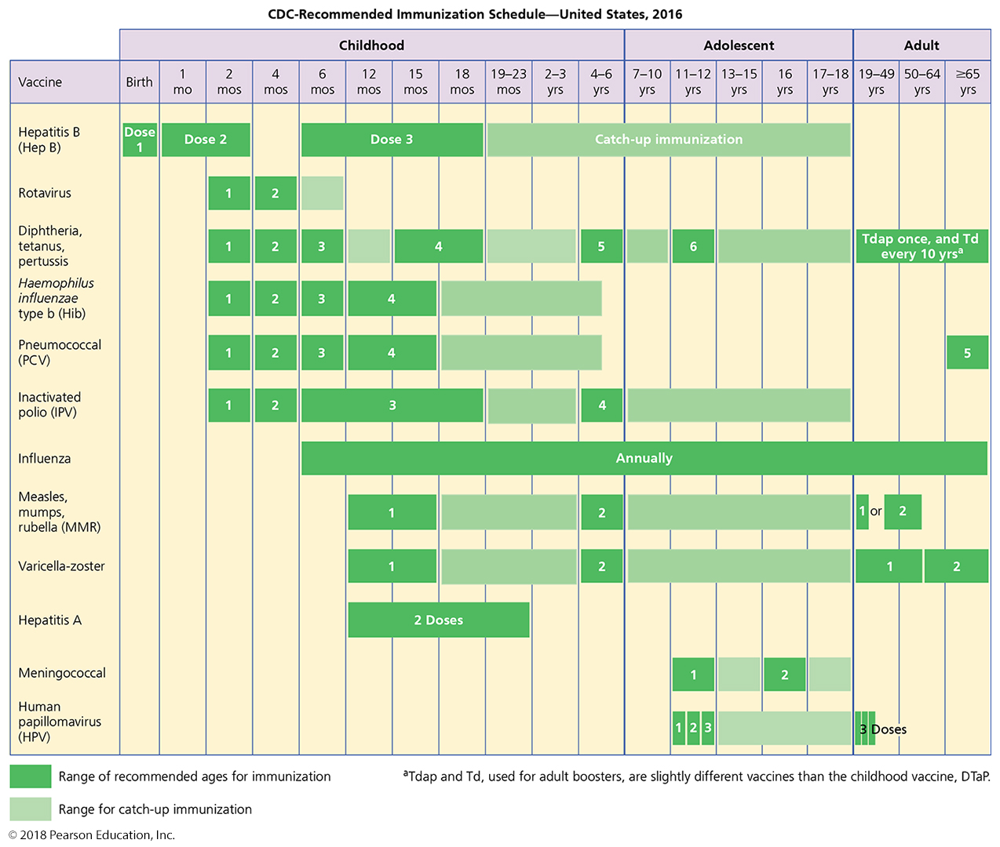 CDC-Recommended Immunization Schedule—United States, 2016
Childhood
Adolescent
Adult
Vaccine
Birth
1
mo
2
mos
4
mos
6
mos
12
mos
15
mos
18
mos
19–23
mos
2–3
yrs
4–6
yrs
7–10
yrs
11–12
yrs
13–15
yrs
16
yrs
17–18
yrs
19–49
yrs
50–64
yrs
≥65
yrs
Hepatitis B
(Hep B)
Dose
1
Dose 2
Dose 3
Catch-up immunization
Rotavirus
1
2
Diphtheria,
tetanus,
pertussis
1
2
3
4
5
6
Tdap once, and Td
every 10 yrsᵃ
Haemophilus
influenzae
type b (Hib)
1
2
3
4
Pneumococcal
(PCV)
1
2
3
4
5
Inactivated
polio (IPV)
1
2
3
4
Influenza
Annually
Measles,
mumps,
rubella (MMR)
1
2
1 or 2
Varicella-zoster
1
2
1
2
Hepatitis A
2 Doses
Meningococcal
1
2
Human
papillomavirus
(HPV)
1
2
3
3 Doses
Range of recommended ages for immunization
ᵃTdap and Td, used for adult boosters, are slightly different vaccines than the childhood vaccine, DTaP.
Range for catch-up immunization
© 2018 Pearson Education, Inc.